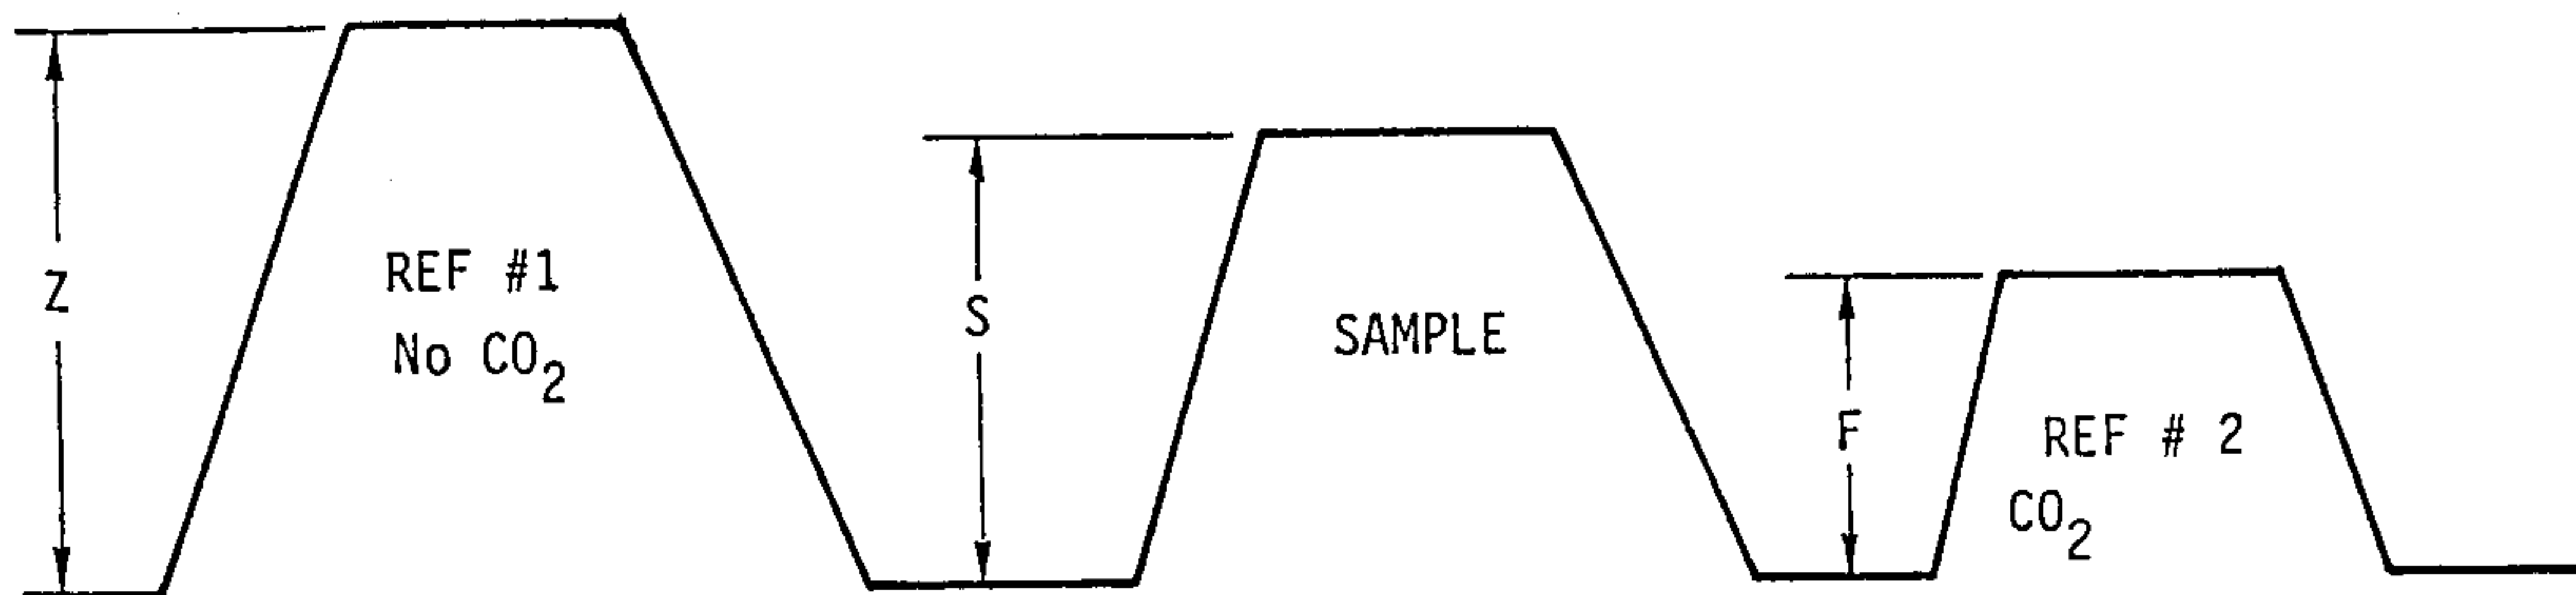 Z
REF #1
No CO2
S
SAMPLE
F
REF # 2
CO2